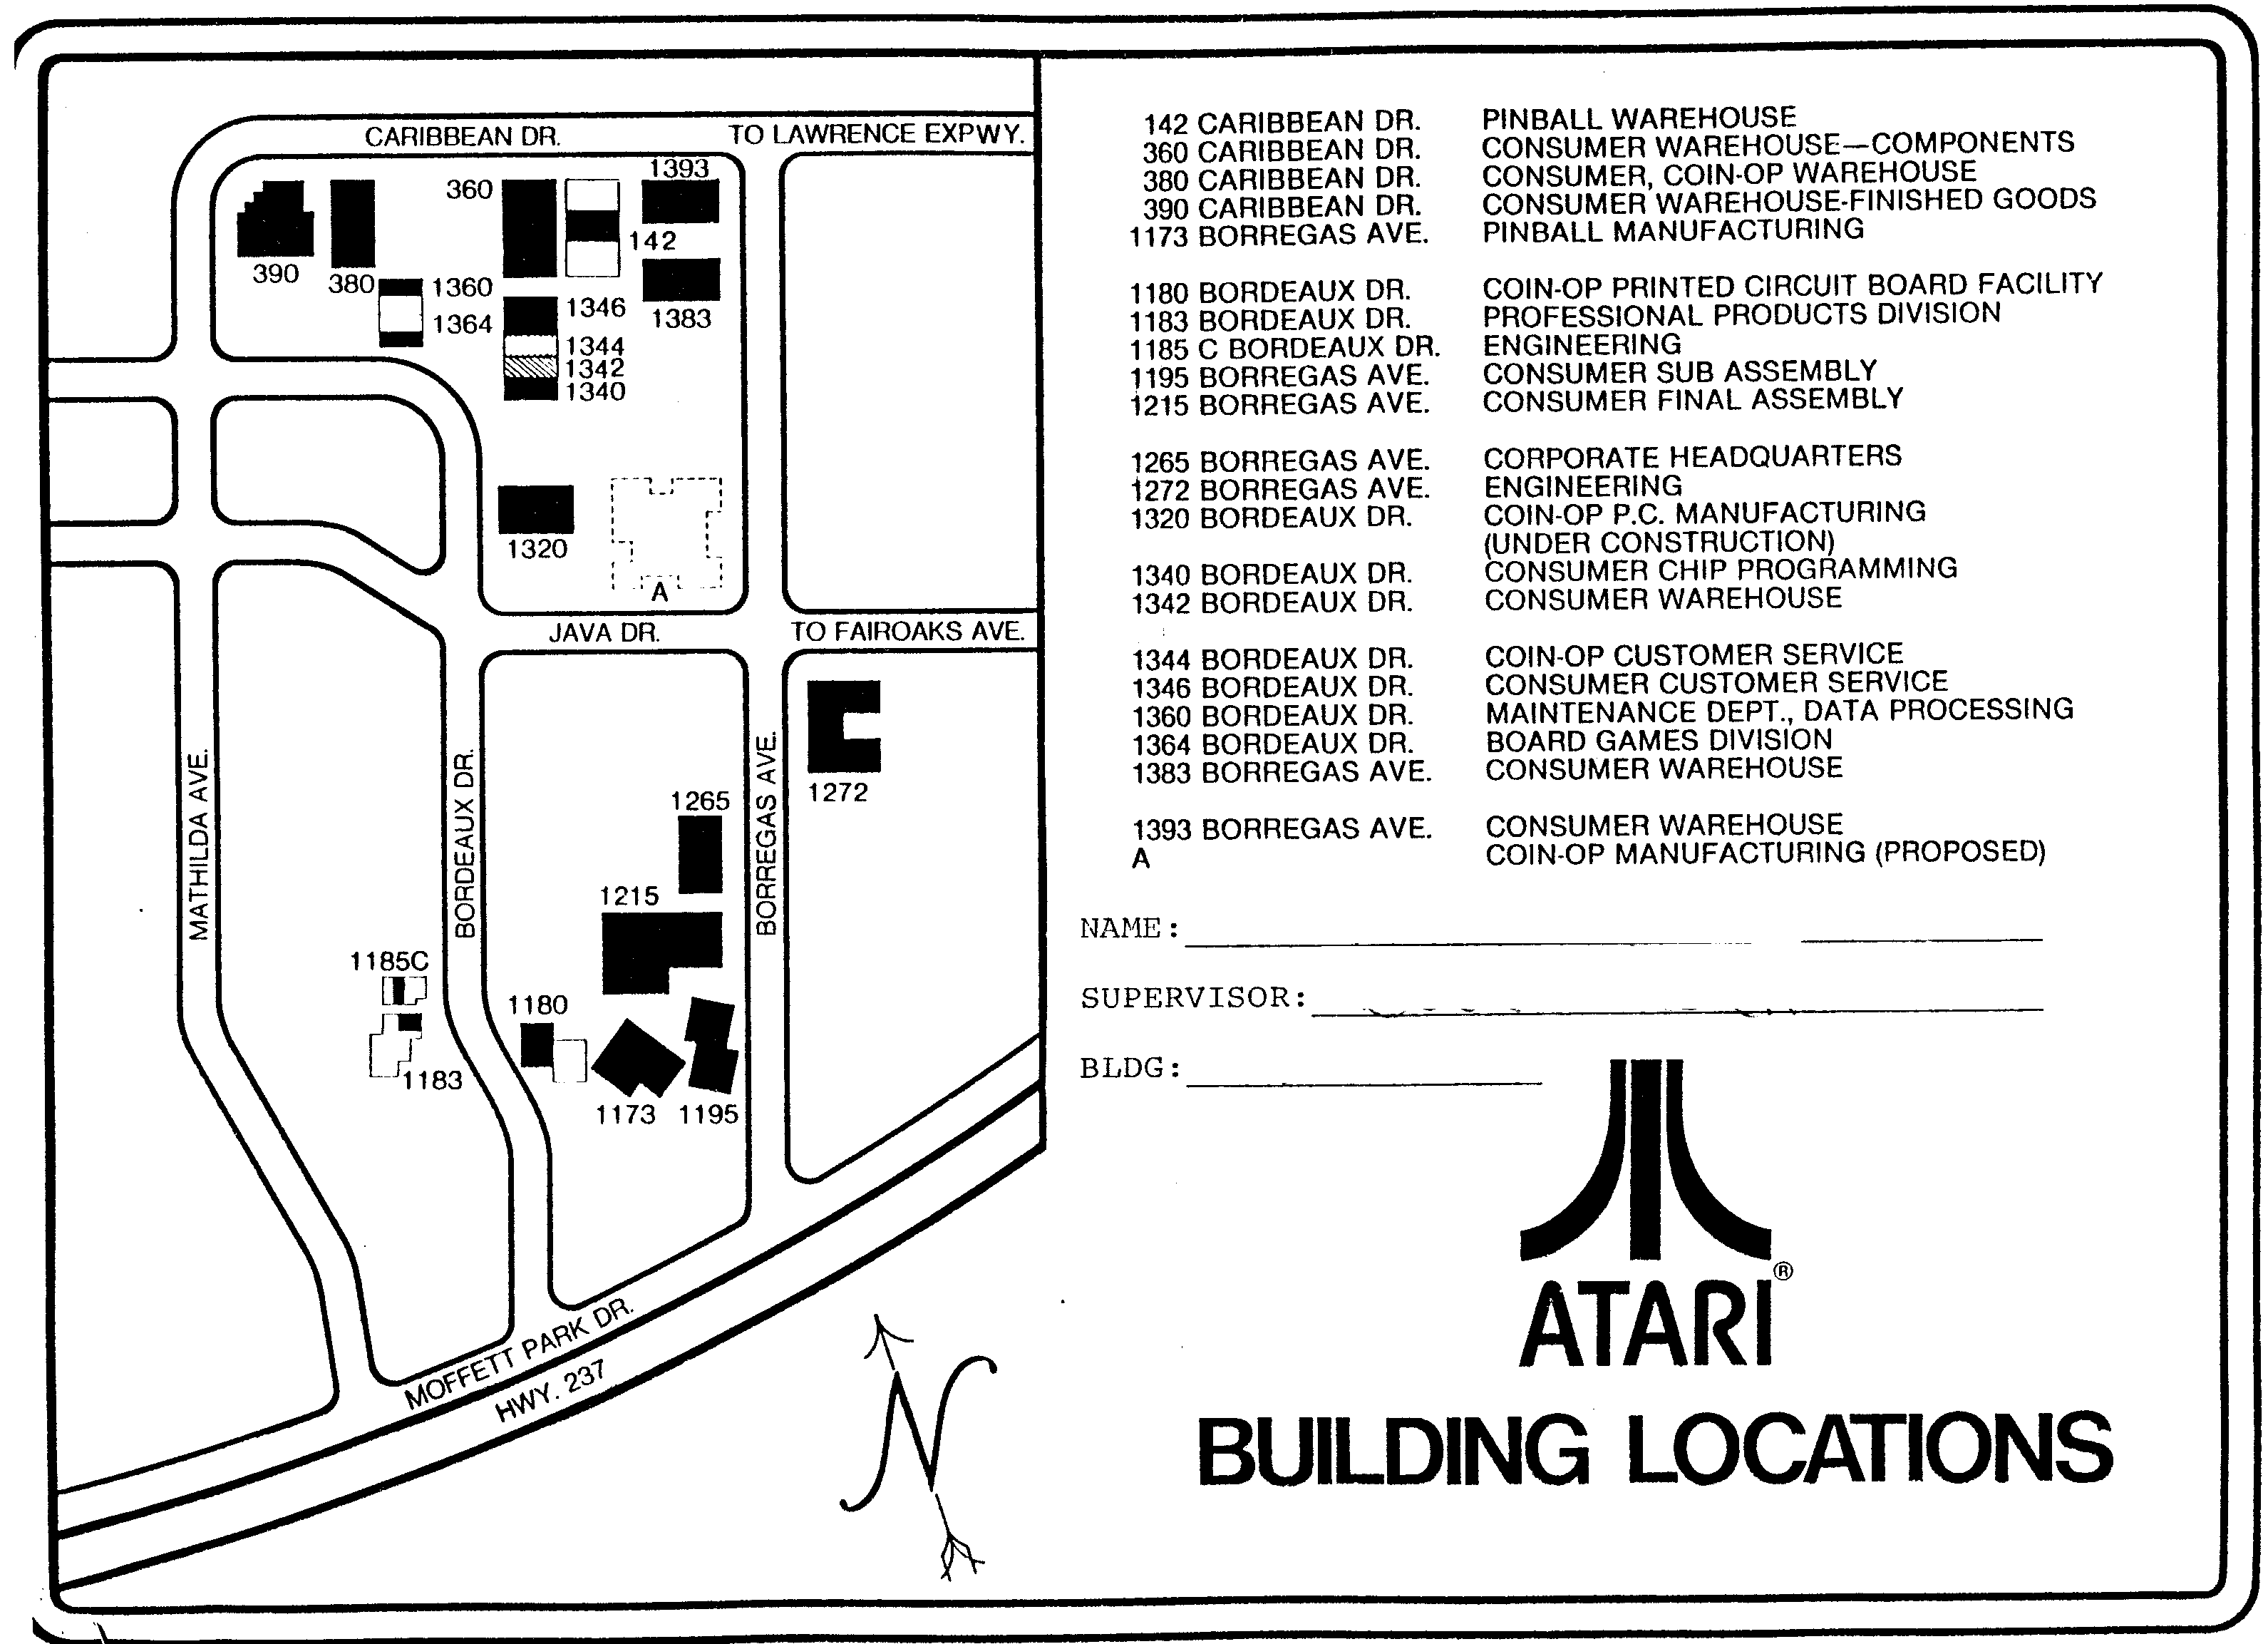 CARIBBEAN DR.
TO LAWRENCE EXPWY.
1393
360
142
390
380
1360
1346
1383
1364
1344
1342
1340
1320
A
JAVA DR.
TO FAIROAKS AVE.
MATHILDA AVE.
BORDEAUX DR.
BORREGAS AVE.
1272
1265
1215
1185C
1180
1183
1173
1195
MOFFETT PARK DR.
HWY. 237
N
142 CARIBBEAN DR. PINBALL WAREHOUSE
360 CARIBBEAN DR. CONSUMER WAREHOUSE—COMPONENTS
380 CARIBBEAN DR. CONSUMER, COIN-OP WAREHOUSE
390 CARIBBEAN DR. CONSUMER WAREHOUSE-FINISHED GOODS
1173 BORREGAS AVE. PINBALL MANUFACTURING
1180 BORDEAUX DR. COIN-OP PRINTED CIRCUIT BOARD FACILITY
1183 BORDEAUX DR. PROFESSIONAL PRODUCTS DIVISION
1185 C BORDEAUX DR. ENGINEERING
1195 BORREGAS AVE. CONSUMER SUB ASSEMBLY
1215 BORREGAS AVE. CONSUMER FINAL ASSEMBLY
1265 BORREGAS AVE. CORPORATE HEADQUARTERS
1272 BORREGAS AVE. ENGINEERING
1320 BORDEAUX DR. COIN-OP P.C. MANUFACTURING
(UNDER CONSTRUCTION)
1340 BORDEAUX DR. CONSUMER CHIP PROGRAMMING
1342 BORDEAUX DR. CONSUMER WAREHOUSE
1344 BORDEAUX DR. COIN-OP CUSTOMER SERVICE
1346 BORDEAUX DR. CONSUMER CUSTOMER SERVICE
1360 BORDEAUX DR. MAINTENANCE DEPT., DATA PROCESSING
1364 BORDEAUX DR. BOARD GAMES DIVISION
1383 BORREGAS AVE. CONSUMER WAREHOUSE
1393 BORREGAS AVE. CONSUMER WAREHOUSE
A COIN-OP MANUFACTURING (PROPOSED)
NAME:
SUPERVISOR:
BLDG:
ATARI®
BUILDING LOCATIONS